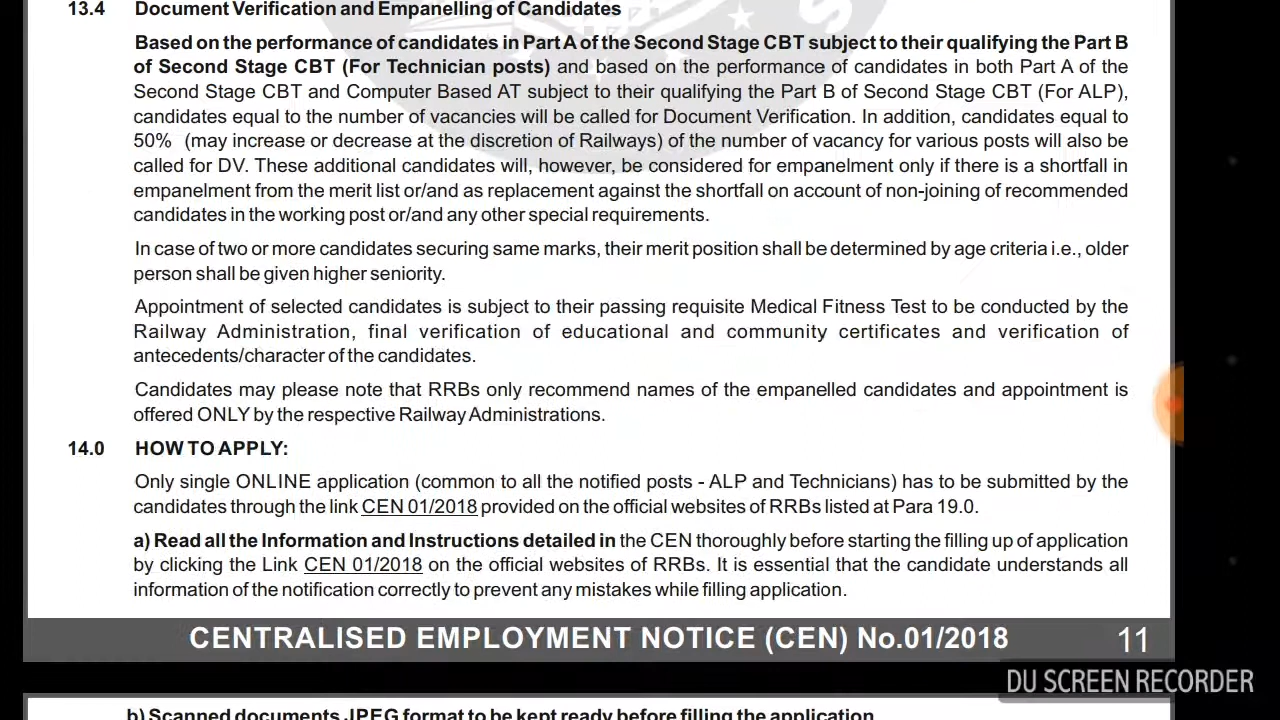 13.4 Document Verification and Empanelling of Candidates
Based on the performance of candidates in Part A of the Second Stage CBT subject to their qualifying the Part B
of Second Stage CBT (For Technician posts) and based on the performance of candidates in both Part A of the
Second Stage CBT and Computer Based AT subject to their qualifying the Part B of Second Stage CBT (For ALP),
candidates equal to the number of vacancies will be called for Document Verification. In addition, candidates equal to
50% (may increase or decrease at the discretion of Railways) of the number of vacancy for various posts will also be
called for DV. These additional candidates will, however, be considered for empanelment only if there is a shortfall in
empanelment from the merit list or/and as replacement against the shortfall on account of non-joining of recommended
candidates in the working post or/and any other special requirements.
In case of two or more candidates securing same marks, their merit position shall be determined by age criteria i.e., older
person shall be given higher seniority.
Appointment of selected candidates is subject to their passing requisite Medical Fitness Test to be conducted by the
Railway Administration, final verification of educational and community certificates and verification of
antecedents/character of the candidates.
Candidates may please note that RRBs only recommend names of the empanelled candidates and appointment is
offered ONLY by the respective Railway Administrations.
14.0 HOW TO APPLY:
Only single ONLINE application (common to all the notified posts - ALP and Technicians) has to be submitted by the
candidates through the link CEN 01/2018 provided on the official websites of RRBs listed at Para 19.0.
a) Read all the Information and Instructions detailed in the CEN thoroughly before starting the filling up of application
by clicking the Link CEN 01/2018 on the official websites of RRBs. It is essential that the candidate understands all
information of the notification correctly to prevent any mistakes while filling application.
CENTRALISED EMPLOYMENT NOTICE (CEN) No.01/2018 11
DU SCREEN RECORDER
b) Scanned documents JPEG format to be kept ready before filling the application